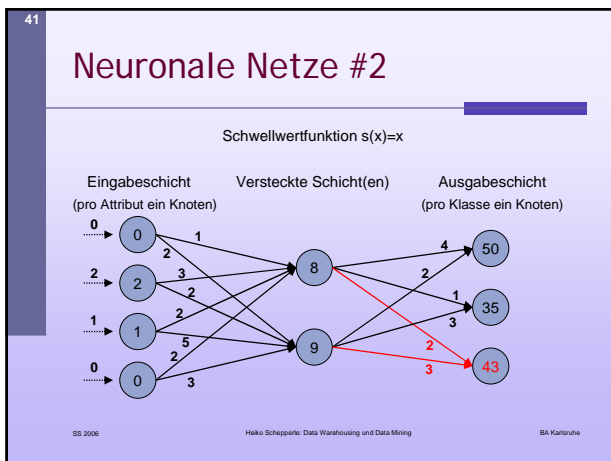 41
Neuronale Netze #2
Schwellwertfunktion s(x)=x
Eingabeschicht
(pro Attribut ein Knoten)
Versteckte Schicht(en)
Ausgabeschicht
(pro Klasse ein Knoten)
0
0
1
2
2
2
3
2
1
1
2
5
0
0
2
3
8
9
4
2
1
3
2
3
50
35
43
SS 2006
Heiko Schepperle: Data Warehousing und Data Mining
BA Karlsruhe